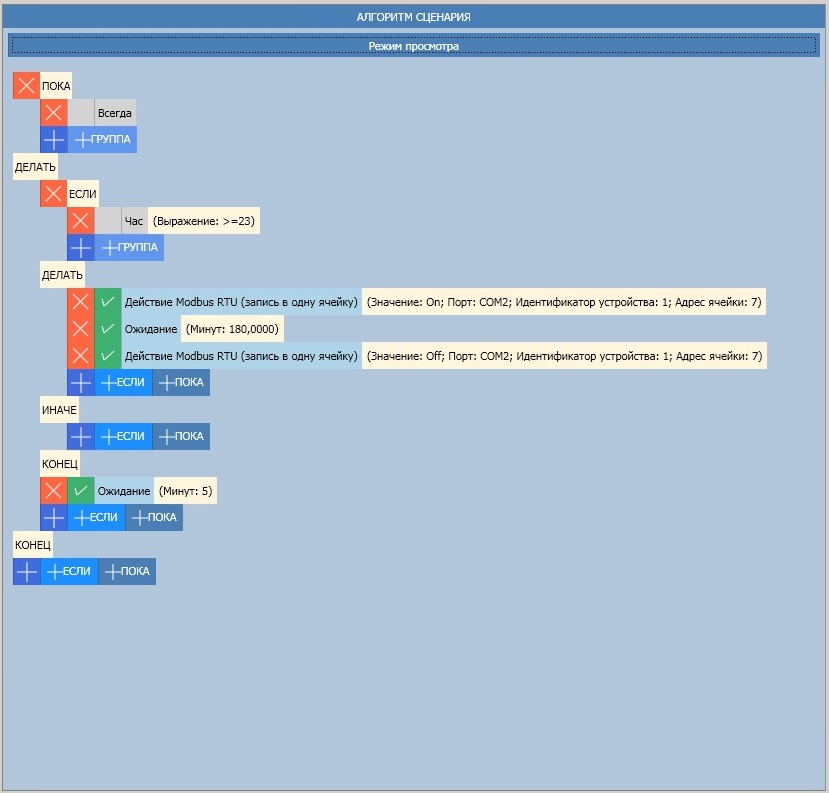 АЛГОРИТМ СЦЕНАРИЯ
Режим просмотра
ПОКА
Всегда
ГРУППА
ДЕЛАТЬ
ЕСЛИ
Час (Выражение: >=23)
ГРУППА
ДЕЛАТЬ
Действие Modbus RTU (запись в одну ячейку) (Значение: On; Порт: COM2; Идентификатор устройства: 1; Адрес ячейки: 7)
Ожидание (Минут: 180,0000)
Действие Modbus RTU (запись в одну ячейку) (Значение: Off; Порт: COM2; Идентификатор устройства: 1; Адрес ячейки: 7)
ЕСЛИ ПОКА
ИНАЧЕ
ЕСЛИ ПОКА
КОНЕЦ
Ожидание (Минут: 5)
ЕСЛИ ПОКА
КОНЕЦ
ЕСЛИ ПОКА